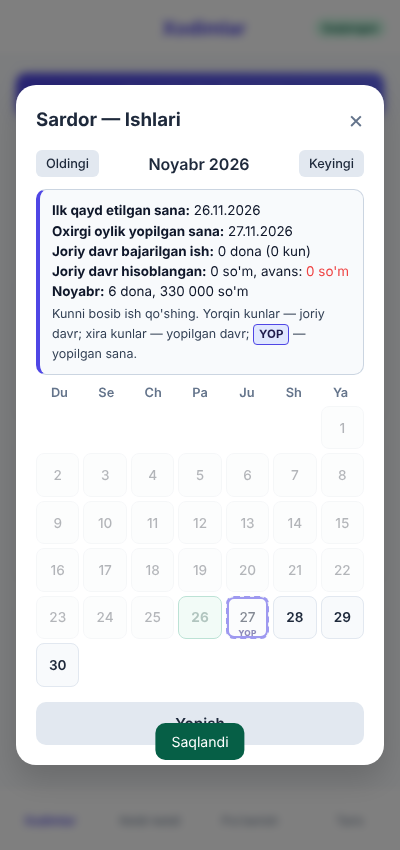 Xodimlar
Sardor — Ishlari ✕
Oldingi Noyabr 2026 Keyingi
Ilk qayd etilgan sana: 26.11.2026
Oxirgi oylik yopilgan sana: 27.11.2026
Joriy davr bajarilgan ish: 0 dona (0 kun)
Joriy davr hisoblangan: 0 so'm, avans: 0 so'm
Noyabr: 6 dona, 330 000 so'm
Kunni bosib ish qo'shing. Yorqin kunlar — joriy
davr; xira kunlar — yopilgan davr; YOP —
yopilgan sana.
Du Se Ch Pa Ju Sh Ya
1
2 3 4 5 6 7 8
9 10 11 12 13 14 15
16 17 18 19 20 21 22
23 24 25 26 27 28 29
YOP
30
Saqlandi